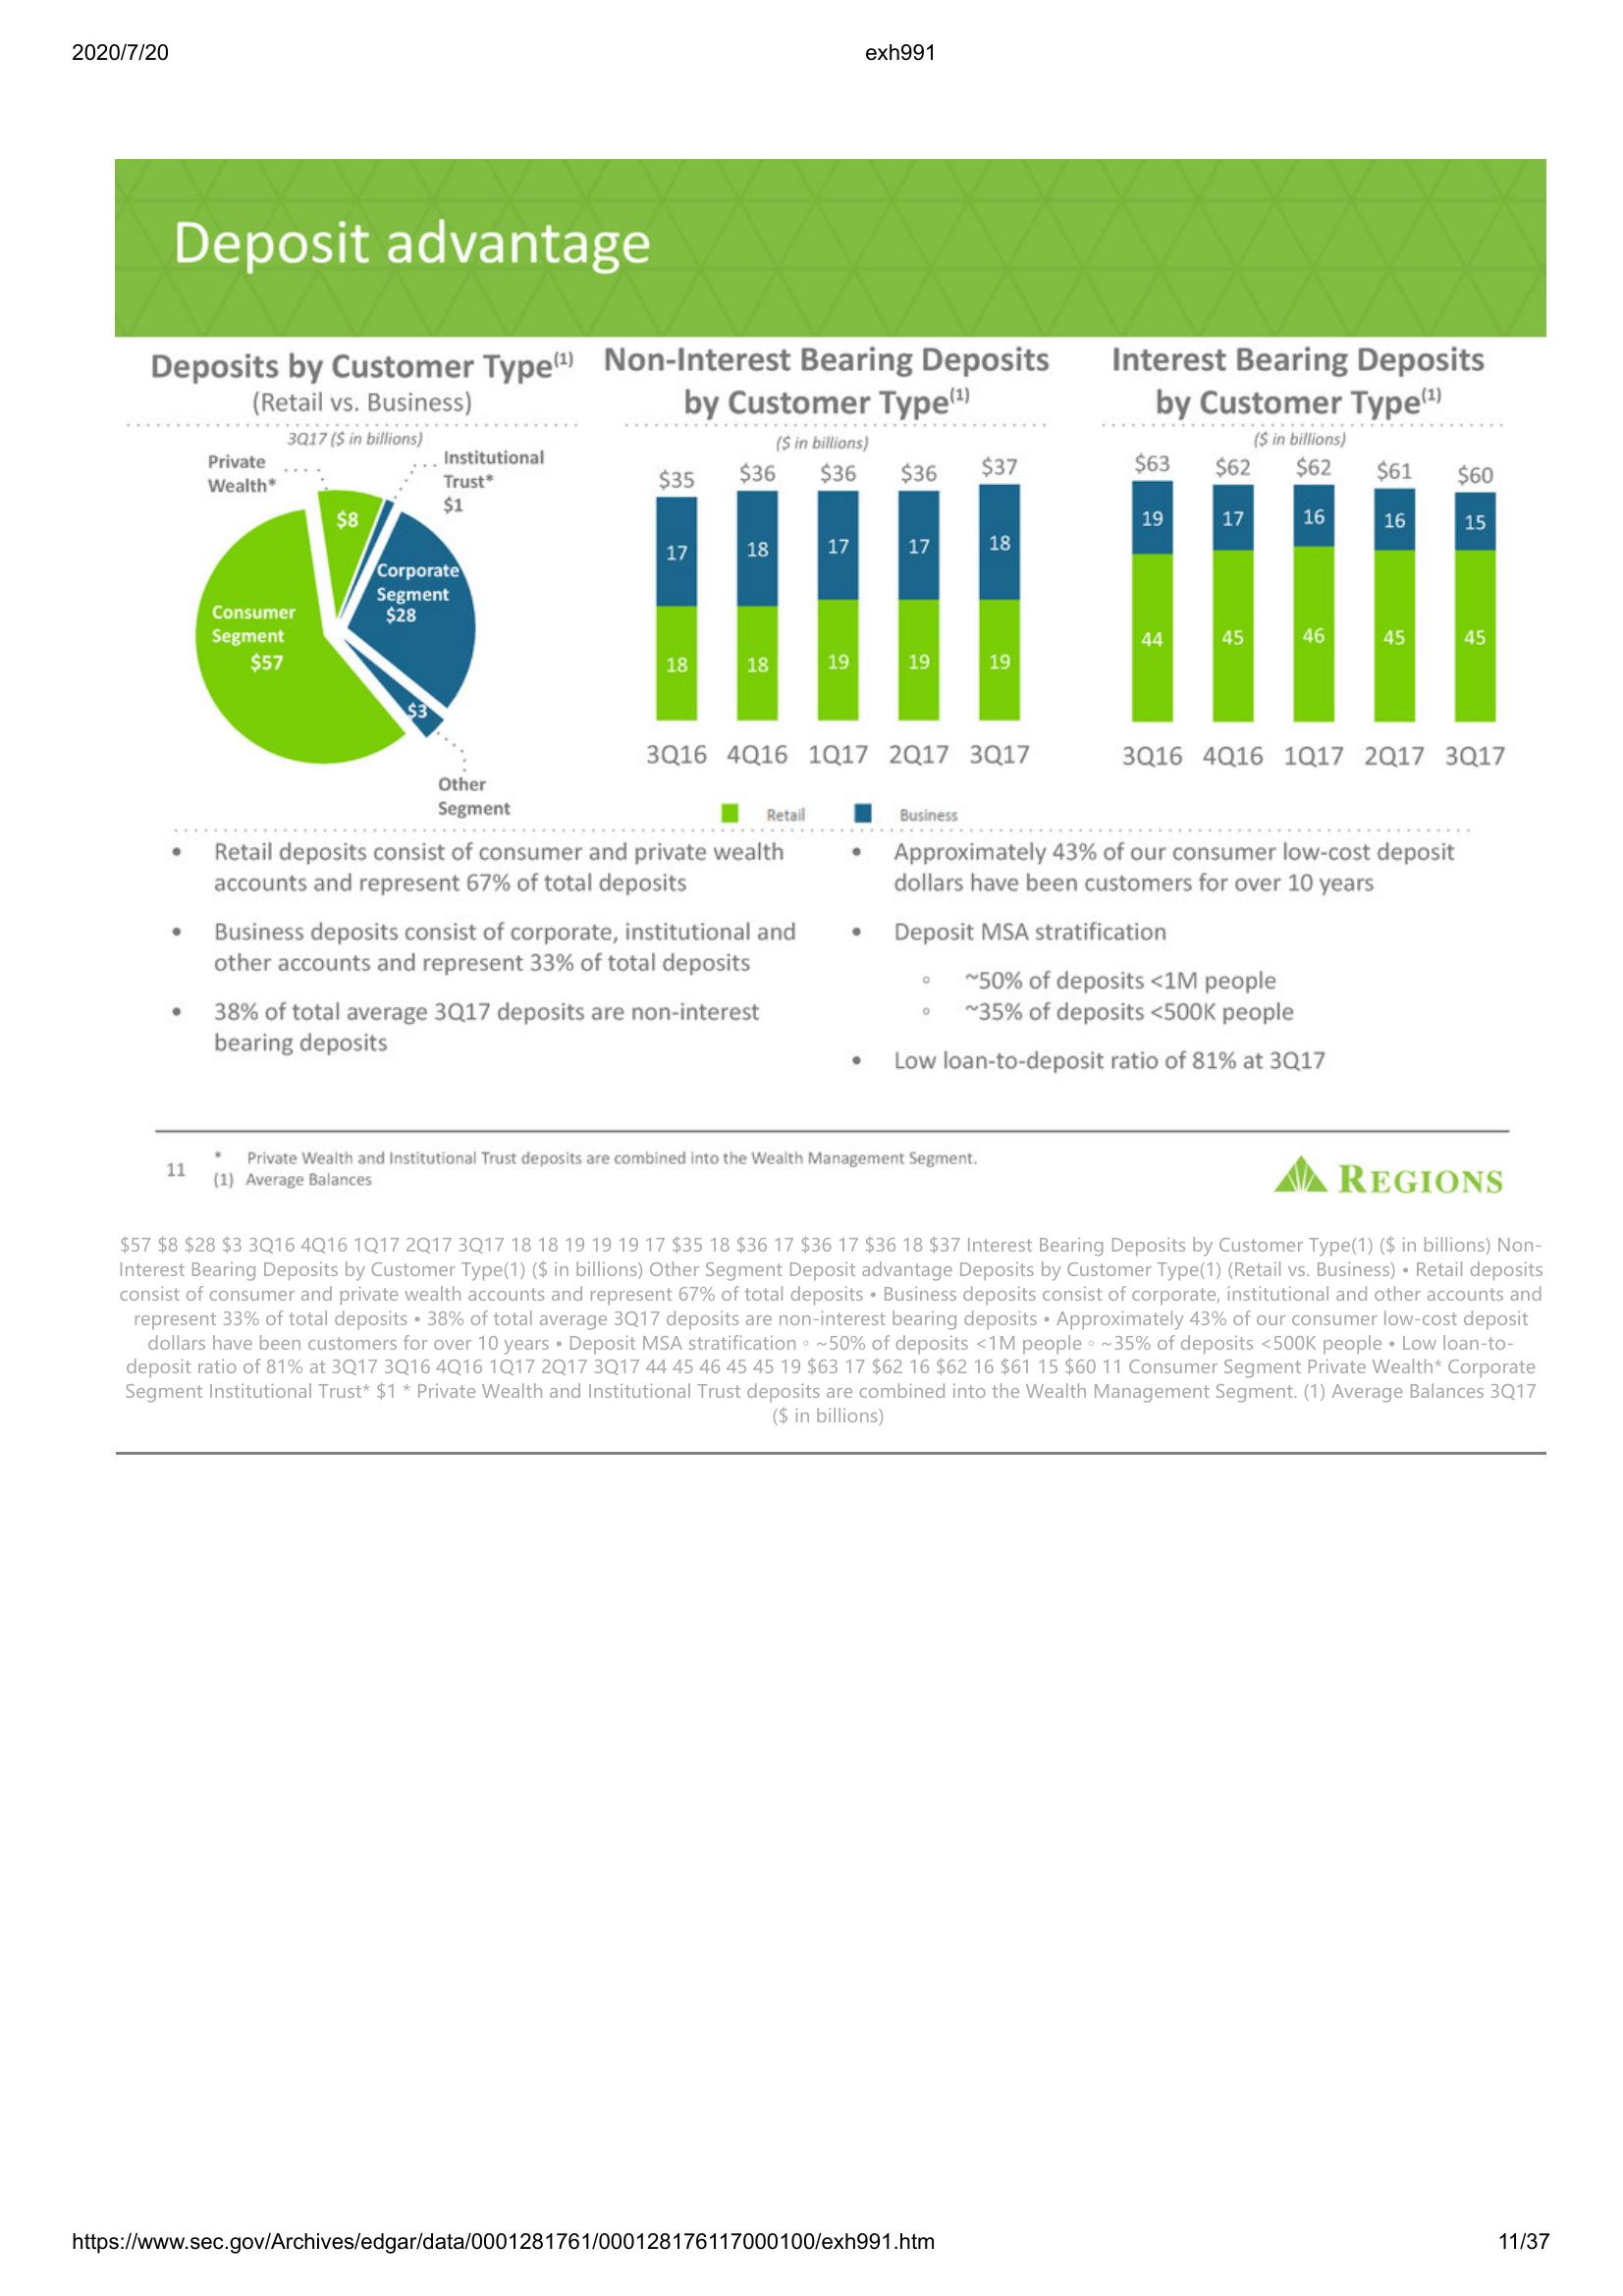 2020/7/20
exh991
Deposit advantage
Deposits by Customer Type(1)
(Retail vs. Business)
3Q17 ($ in billions)
Private
Wealth*
Institutional
Trust*
$1
$8
Corporate
Segment
$28
Consumer
Segment
$57
$3
Other
Segment
Non-Interest Bearing Deposits
by Customer Type(1)
($ in billions)
$35 $36 $36 $36 $37
17 18 17 17 18
18 18 19 19 19
3Q16 4Q16 1Q17 2Q17 3Q17
Interest Bearing Deposits
by Customer Type(1)
($ in billions)
$63 $62 $62 $61 $60
19 17 16 16 15
44 45 46 45 45
3Q16 4Q16 1Q17 2Q17 3Q17
Retail Business
• Retail deposits consist of consumer and private wealth
accounts and represent 67% of total deposits
• Business deposits consist of corporate, institutional and
other accounts and represent 33% of total deposits
• 38% of total average 3Q17 deposits are non-interest
bearing deposits
• Approximately 43% of our consumer low-cost deposit
dollars have been customers for over 10 years
• Deposit MSA stratification
◦ ~50% of deposits <1M people
◦ ~35% of deposits <500K people
• Low loan-to-deposit ratio of 81% at 3Q17
11
* Private Wealth and Institutional Trust deposits are combined into the Wealth Management Segment.
(1) Average Balances
REGIONS
$57 $8 $28 $3 3Q16 4Q16 1Q17 2Q17 3Q17 18 18 19 19 19 17 $35 18 $36 17 $36 17 $36 18 $37 Interest Bearing Deposits by Customer Type(1) ($ in billions) Non-
Interest Bearing Deposits by Customer Type(1) ($ in billions) Other Segment Deposit advantage Deposits by Customer Type(1) (Retail vs. Business) • Retail deposits
consist of consumer and private wealth accounts and represent 67% of total deposits • Business deposits consist of corporate, institutional and other accounts and
represent 33% of total deposits • 38% of total average 3Q17 deposits are non-interest bearing deposits • Approximately 43% of our consumer low-cost deposit
dollars have been customers for over 10 years • Deposit MSA stratification ◦ ~50% of deposits <1M people ◦ ~35% of deposits <500K people • Low loan-to-
deposit ratio of 81% at 3Q17 3Q16 4Q16 1Q17 2Q17 3Q17 44 45 46 45 45 19 $63 17 $62 16 $62 16 $61 15 $60 11 Consumer Segment Private Wealth* Corporate
Segment Institutional Trust* $1 * Private Wealth and Institutional Trust deposits are combined into the Wealth Management Segment. (1) Average Balances 3Q17
($ in billions)
https://www.sec.gov/Archives/edgar/data/0001281761/000128176117000100/exh991.htm
11/37